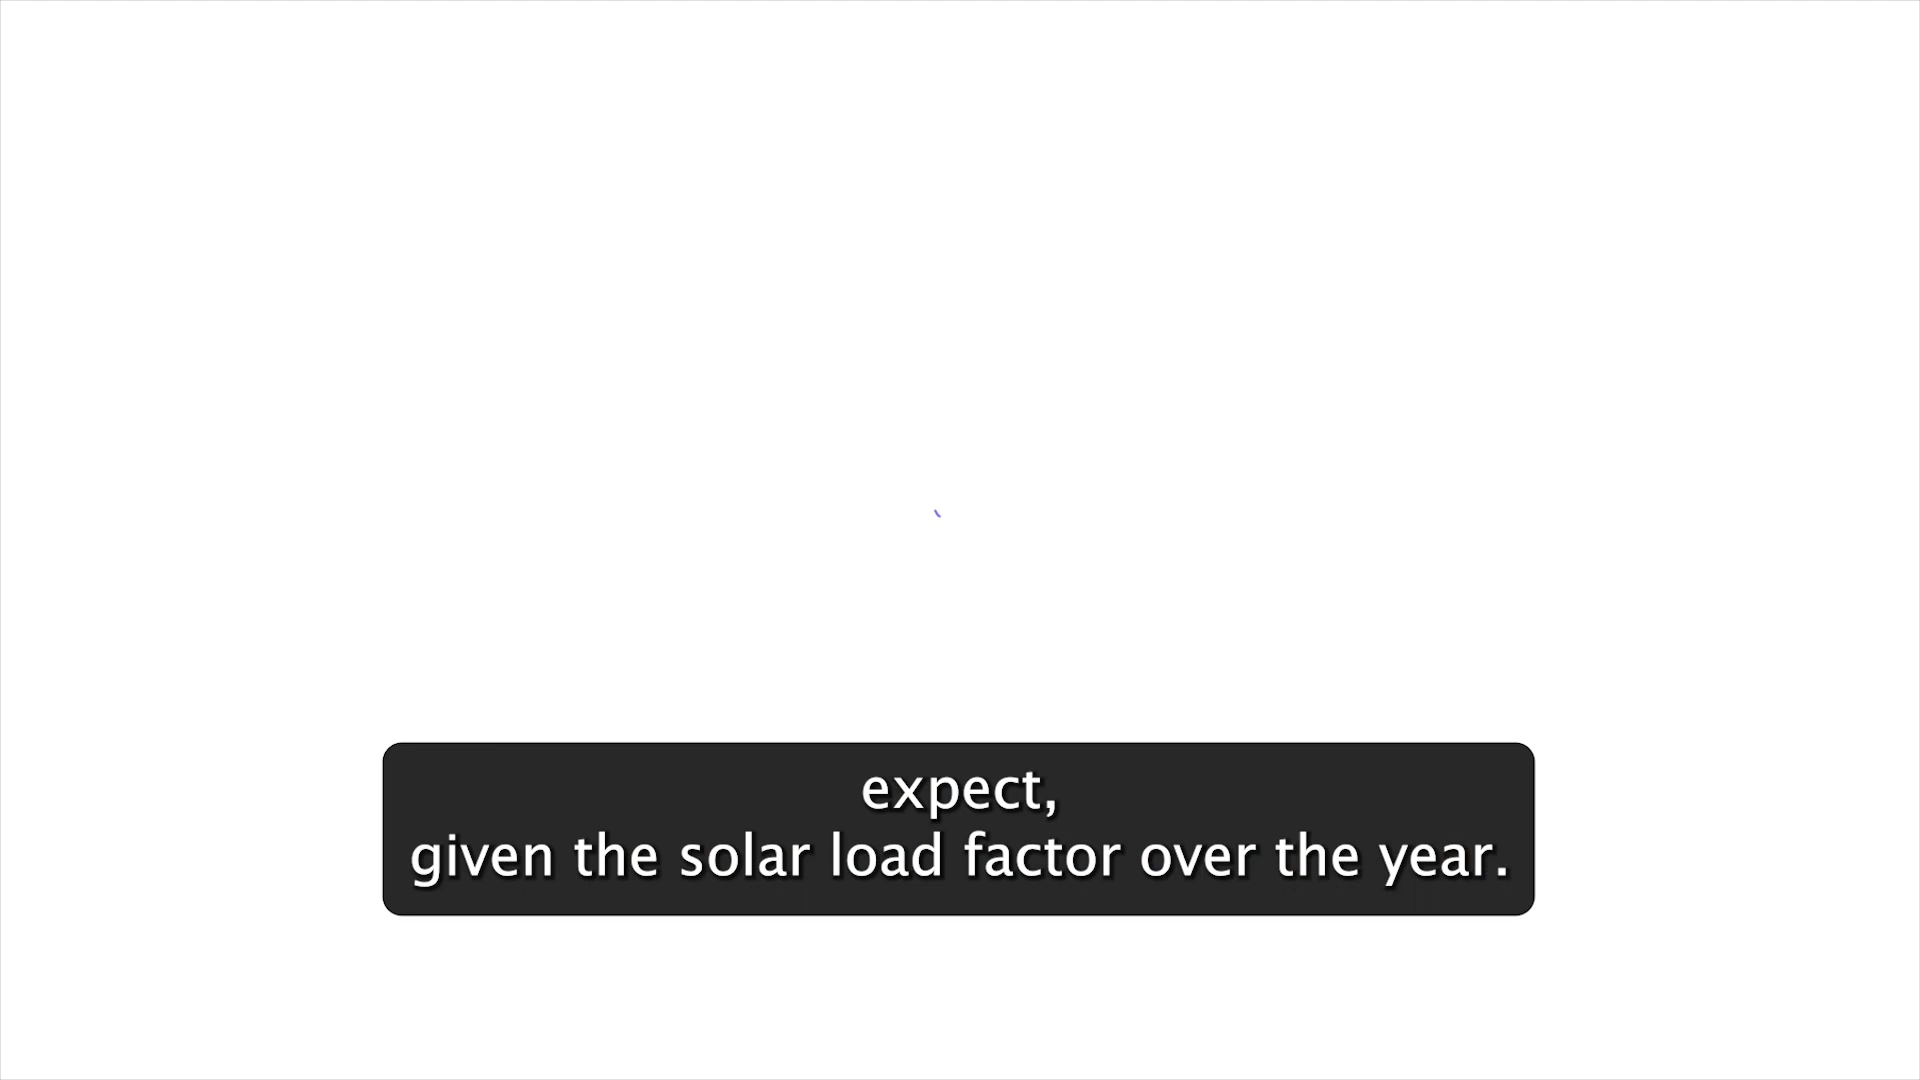 expect,
given the solar load factor over the year.